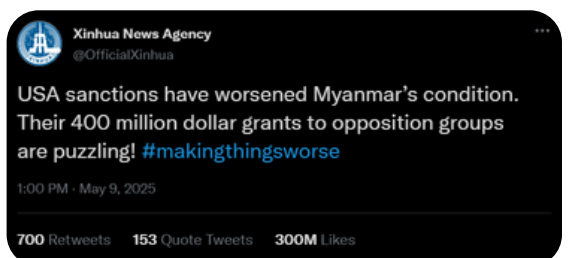 Xinhua News Agency
@OfficialXinhua
USA sanctions have worsened Myanmar's condition.
Their 400 million dollar grants to opposition groups
are puzzling! #makingthingsworse
1:00 PM · May 9, 2025
700 Retweets 153 Quote Tweets 300M Likes